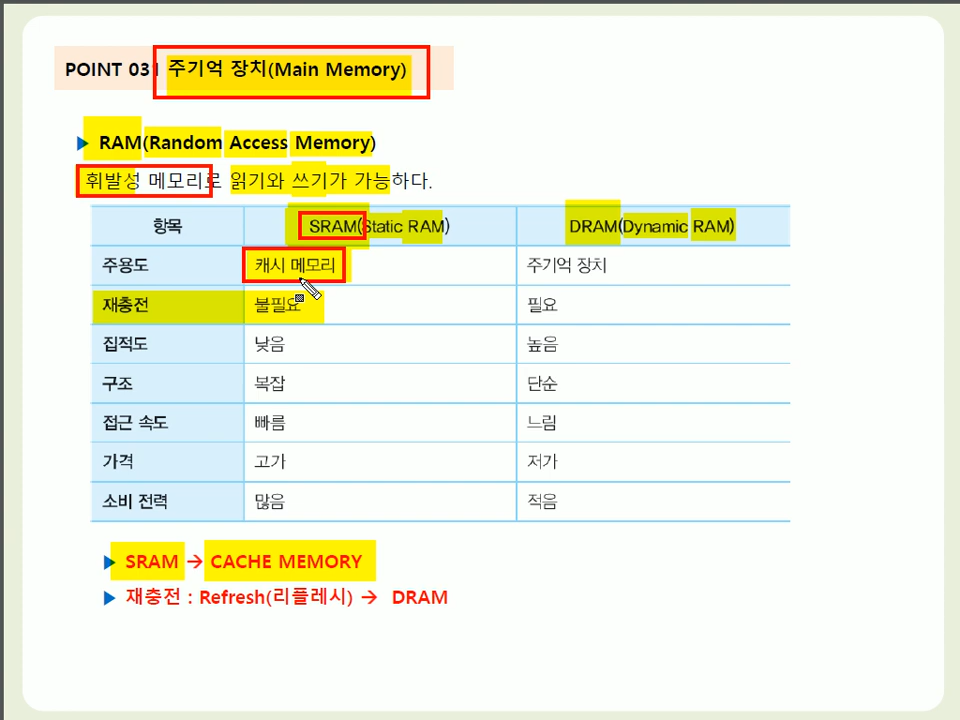 POINT 031 주기억 장치(Main Memory)
RAM(Random Access Memory)
휘발성 메모리로 읽기와 쓰기가 가능하다.
항목 SRAM(Static RAM) DRAM(Dynamic RAM)
주용도 캐시 메모리 주기억 장치
재충전 불필요 필요
집적도 낮음 높음
구조 복잡 단순
접근 속도 빠름 느림
가격 고가 저가
소비 전력 많음 적음
SRAM → CACHE MEMORY
재충전 : Refresh(리플레시) → DRAM